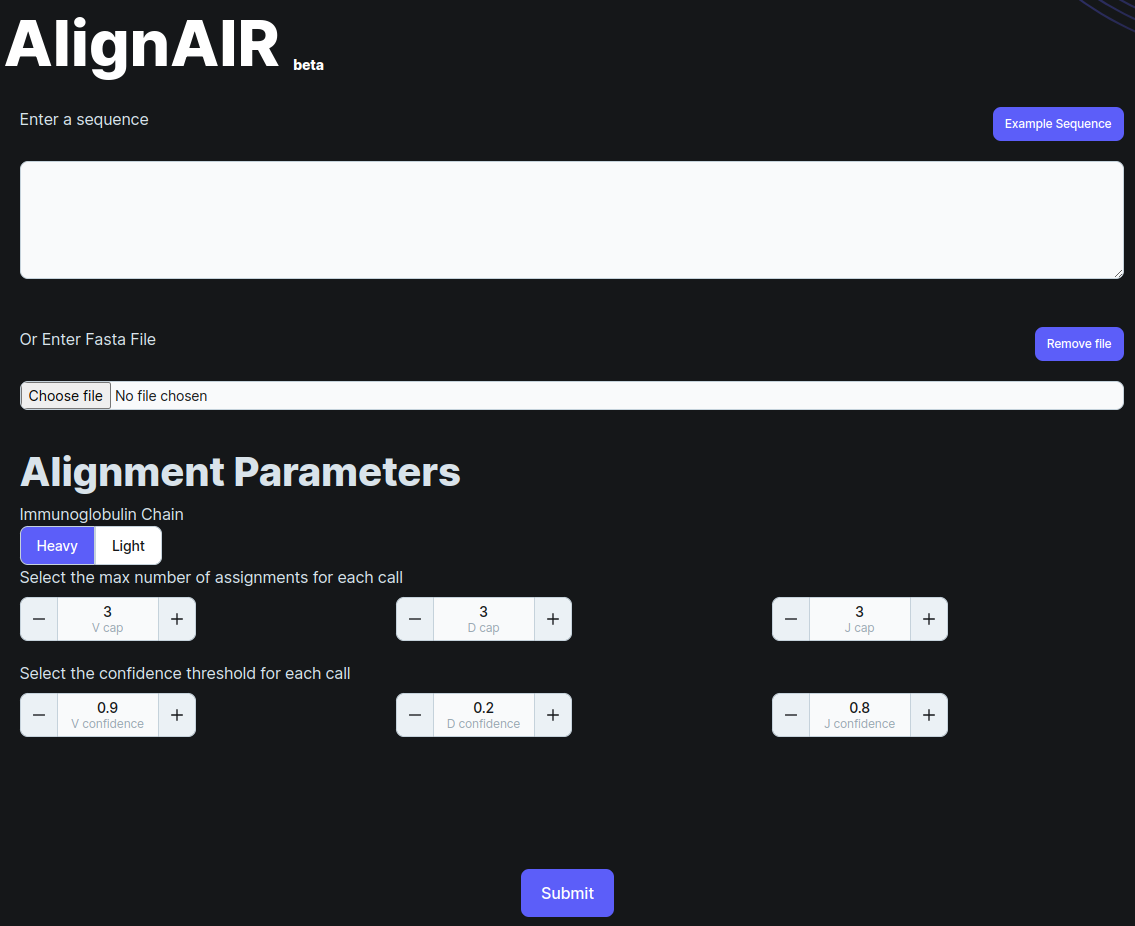 AlignAIR beta
Enter a sequence
Example Sequence
Or Enter Fasta File
Remove file
Choose file No file chosen
Alignment Parameters
Immunoglobulin Chain
Heavy Light
Select the max number of assignments for each call
− 3 + − 3 + − 3 +
V cap D cap J cap
Select the confidence threshold for each call
− 0.9 + − 0.2 + − 0.8 +
V confidence D confidence J confidence
Submit